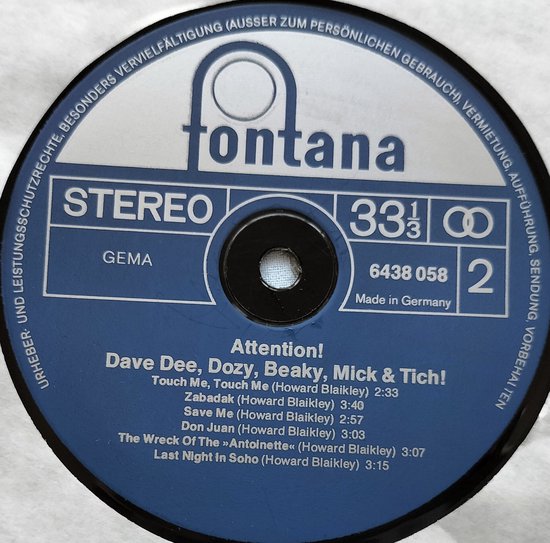 URHEBER- UND LEISTUNGSSCHUTZRECHTE, BESONDERS VERVIELFÄLTIGUNG (AUSSER ZUM PERSÖNLICHEN GEBRAUCH), VERMIETUNG, AUFFÜHRUNG, SENDUNG VORBEHALTEN
fontana
STEREO
33 1/3
GEMA
6438 058
2
Made in Germany
Attention!
Dave Dee, Dozy, Beaky, Mick & Tich!
Touch Me, Touch Me (Howard Blaikley) 2:33
Zabadak (Howard Blaikley) 3:40
Save Me (Howard Blaikley) 2:57
Don Juan (Howard Blaikley) 3:03
The Wreck Of The »Antoinette« (Howard Blaikley) 3:07
Last Night In Soho (Howard Blaikley) 3:15